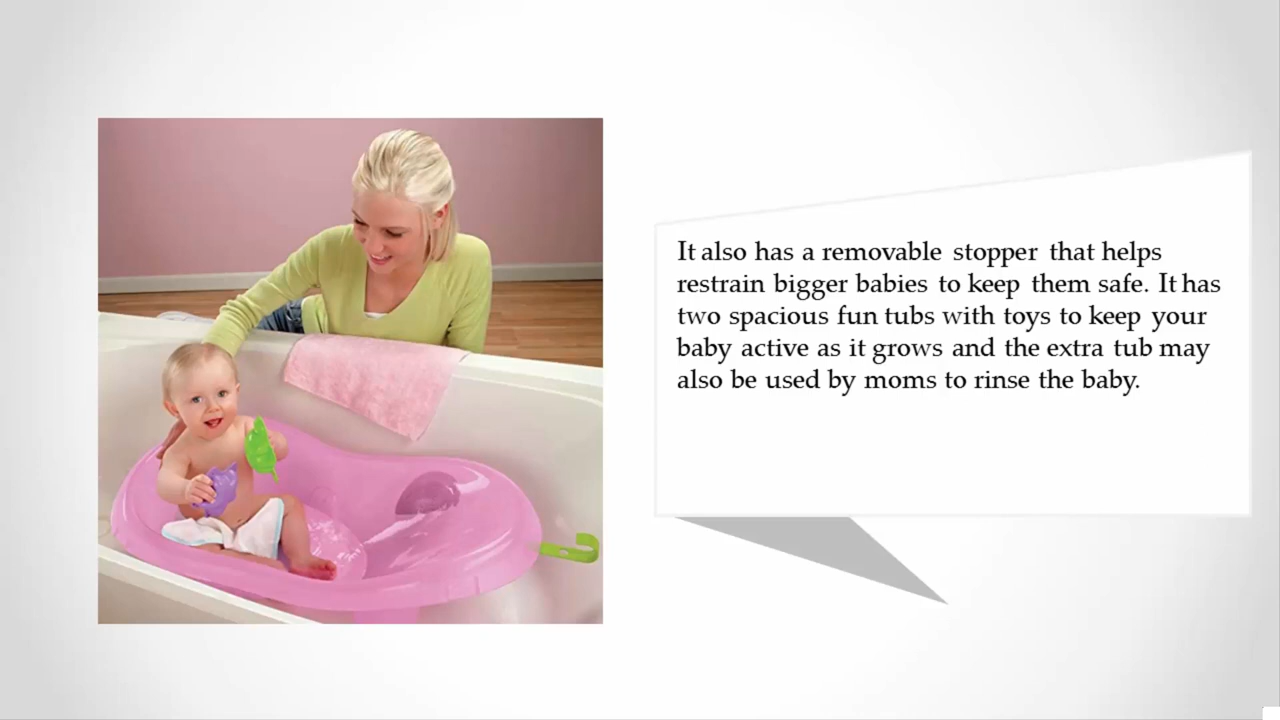 It also has a removable stopper that helps
restrain bigger babies to keep them safe. It has
two spacious fun tubs with toys to keep your
baby active as it grows and the extra tub may
also be used by moms to rinse the baby.